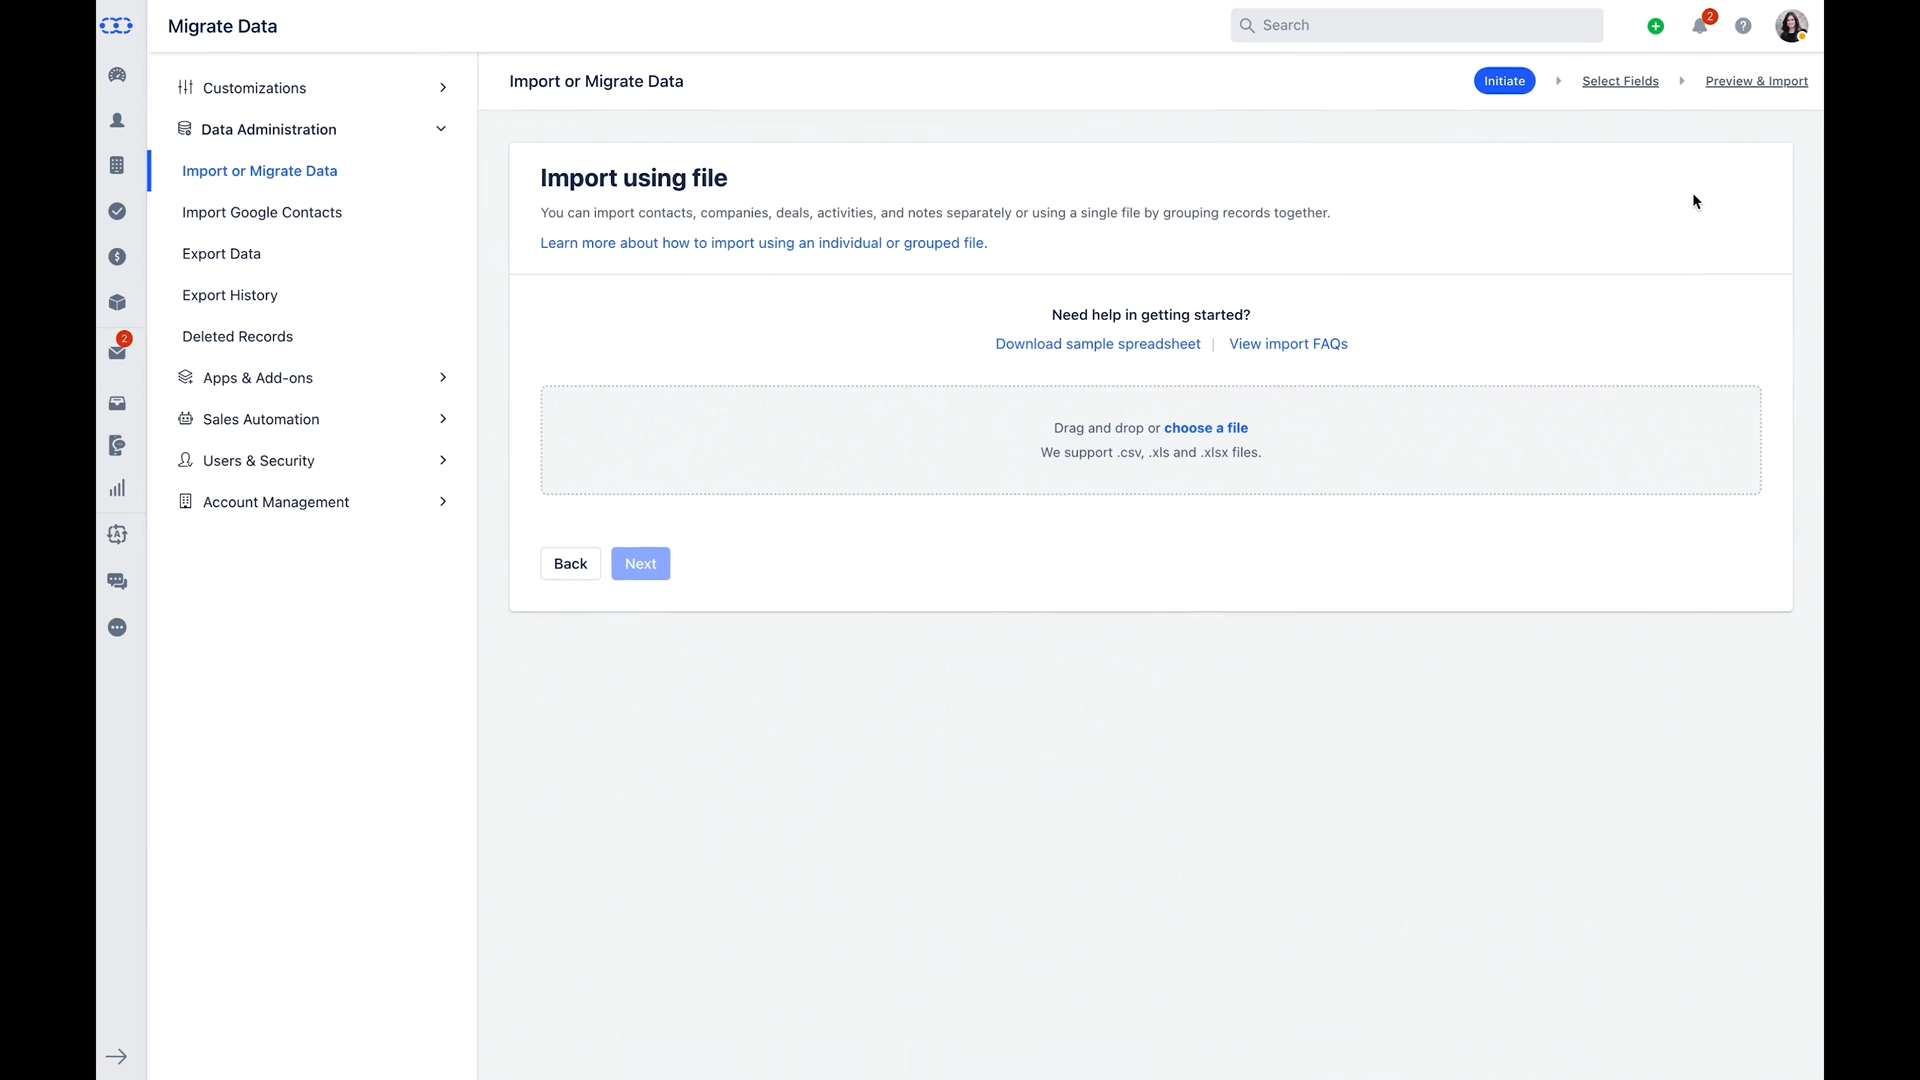 Migrate Data
Search
2
?
Customizations
Data Administration
Import or Migrate Data
Import Google Contacts
Export Data
Export History
Deleted Records
Apps & Add-ons
Sales Automation
Users & Security
Account Management
$
2
A
Import or Migrate Data
Initiate
Select Fields
Preview & Import
Import using file
You can import contacts, companies, deals, activities, and notes separately or using a single file by grouping records together.
Learn more about how to import using an individual or grouped file.
Need help in getting started?
Download sample spreadsheet | View import FAQs
Drag and drop or choose a file
We support .csv, .xls and .xlsx files.
Back
Next